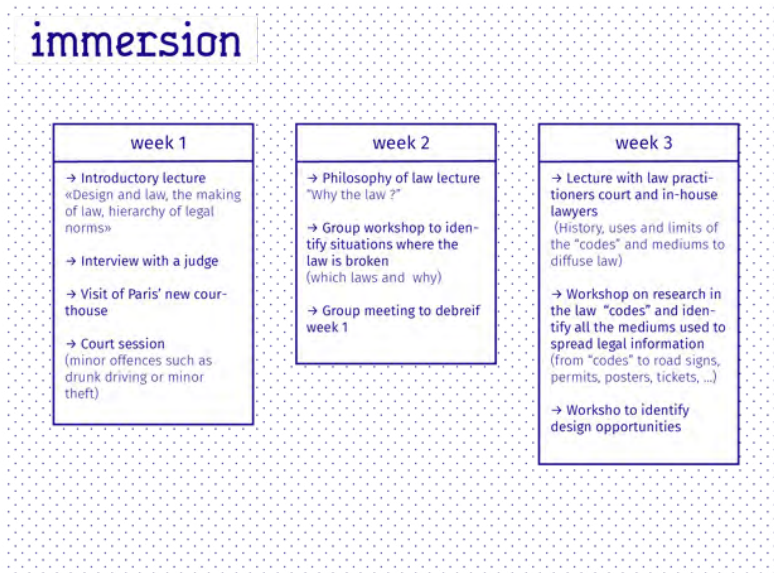 immersion
week 1
→ Introductory lecture
«Design and law, the making
of law, hierarchy of legal
norms»
→ Interview with a judge
→ Visit of Paris' new cour-
thouse
→ Court session
(minor offences such as
drunk driving or minor
theft)
week 2
→ Philosophy of law lecture
"Why the law ?"
→ Group workshop to iden-
tify situations where the
law is broken
(which laws and why)
→ Group meeting to debreif
week 1
week 3
→ Lecture with law practi-
tioners court and in-house
lawyers
(History, uses and limits of
the "codes" and mediums to
diffuse law)
→ Workshop on research in
the law "codes" and iden-
tify all the mediums used to
spread legal information
(from "codes" to road signs,
permits, posters, tickets, ...)
→ Worksho to identify
design opportunities